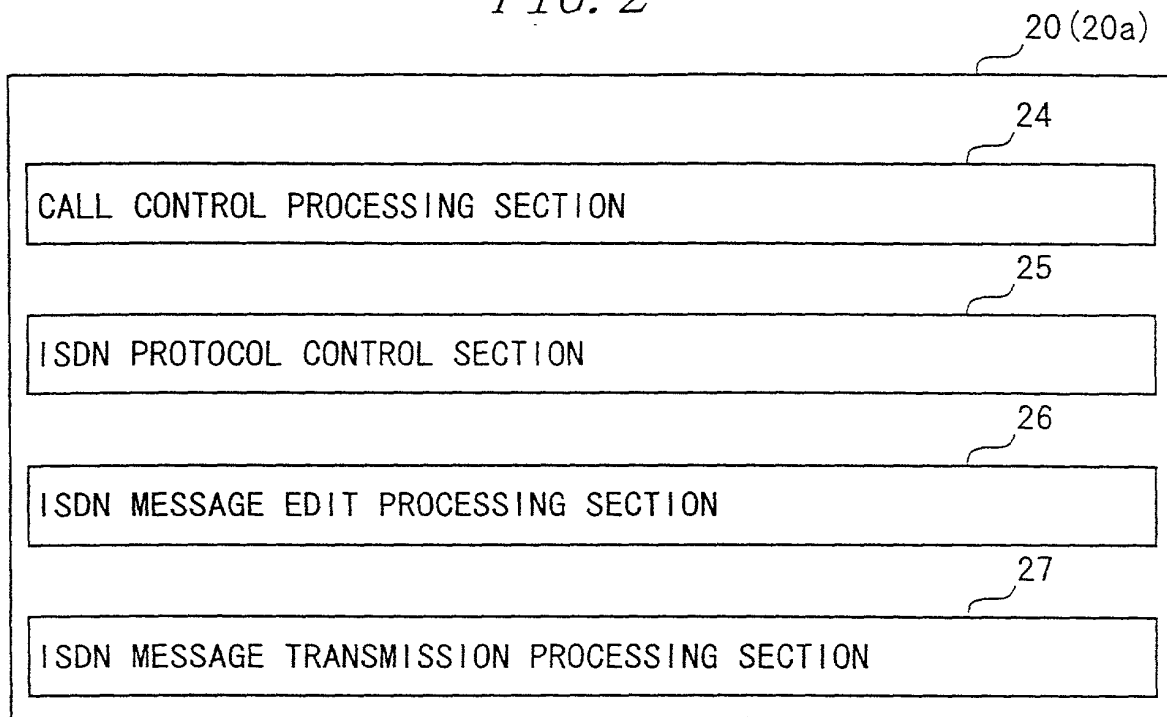 FIG. 2
20(20a)
24
CALL CONTROL PROCESSING SECTION
25
ISDN PROTOCOL CONTROL SECTION
26
ISDN MESSAGE EDIT PROCESSING SECTION
27
ISDN MESSAGE TRANSMISSION PROCESSING SECTION